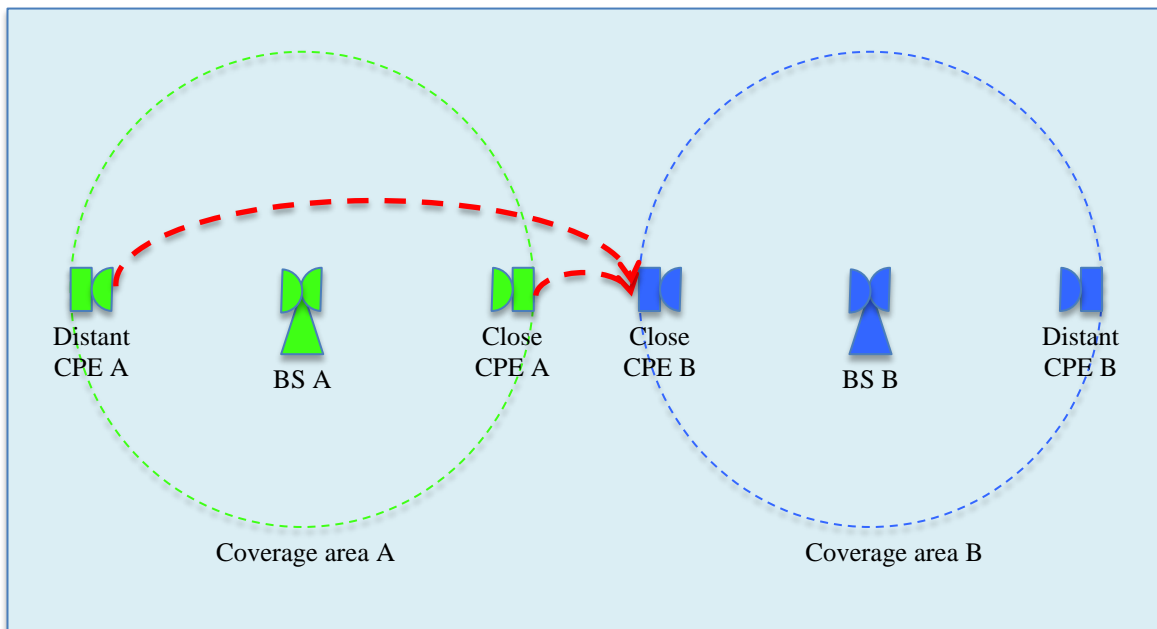 Distant
CPE A
BS A
Close
CPE A
Close
CPE B
BS B
Distant
CPE B
Coverage area A
Coverage area B